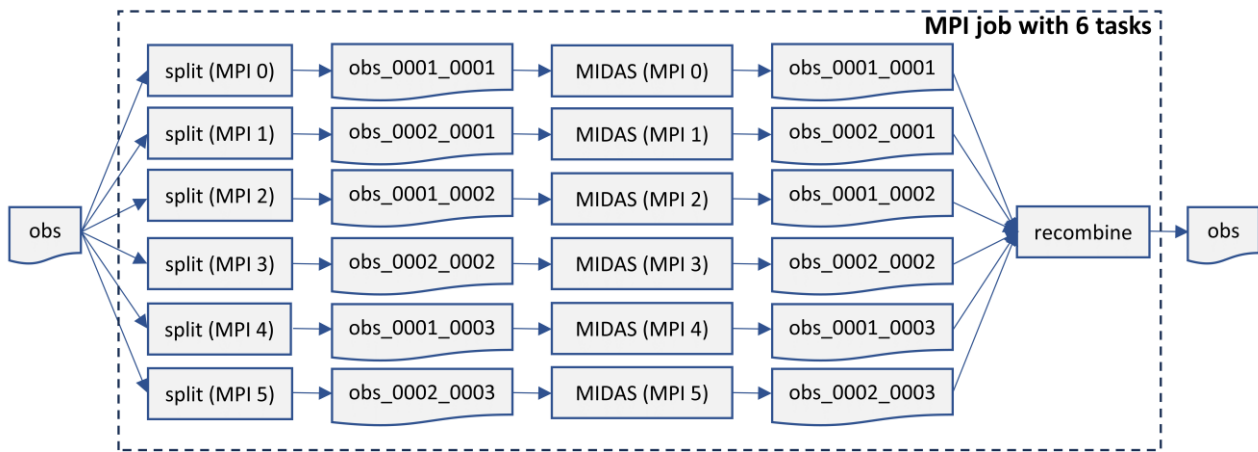 MPI job with 6 tasks
split (MPI 0) obs_0001_0001 MIDAS (MPI 0) obs_0001_0001
split (MPI 1) obs_0002_0001 MIDAS (MPI 1) obs_0002_0001
split (MPI 2) obs_0001_0002 MIDAS (MPI 2) obs_0001_0002
obs split (MPI 3) obs_0002_0002 MIDAS (MPI 3) obs_0002_0002 recombine obs
split (MPI 4) obs_0001_0003 MIDAS (MPI 4) obs_0001_0003
split (MPI 5) obs_0002_0003 MIDAS (MPI 5) obs_0002_0003